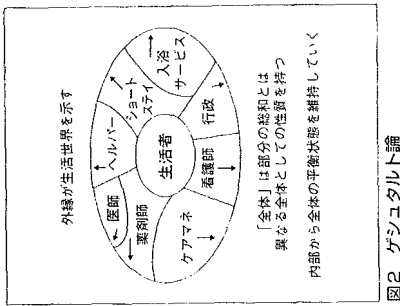 外縁が生活世界を示す
ヘルパー
ショート
ステイ
入浴
サービス
医師
薬剤師
生活者
行政
看護師
ケアマネ
「全体」は部分の総和とは
異なる全体としての性質を持つ
内部から全体の平衡状態を維持していく
図2 ゲシュタルト論